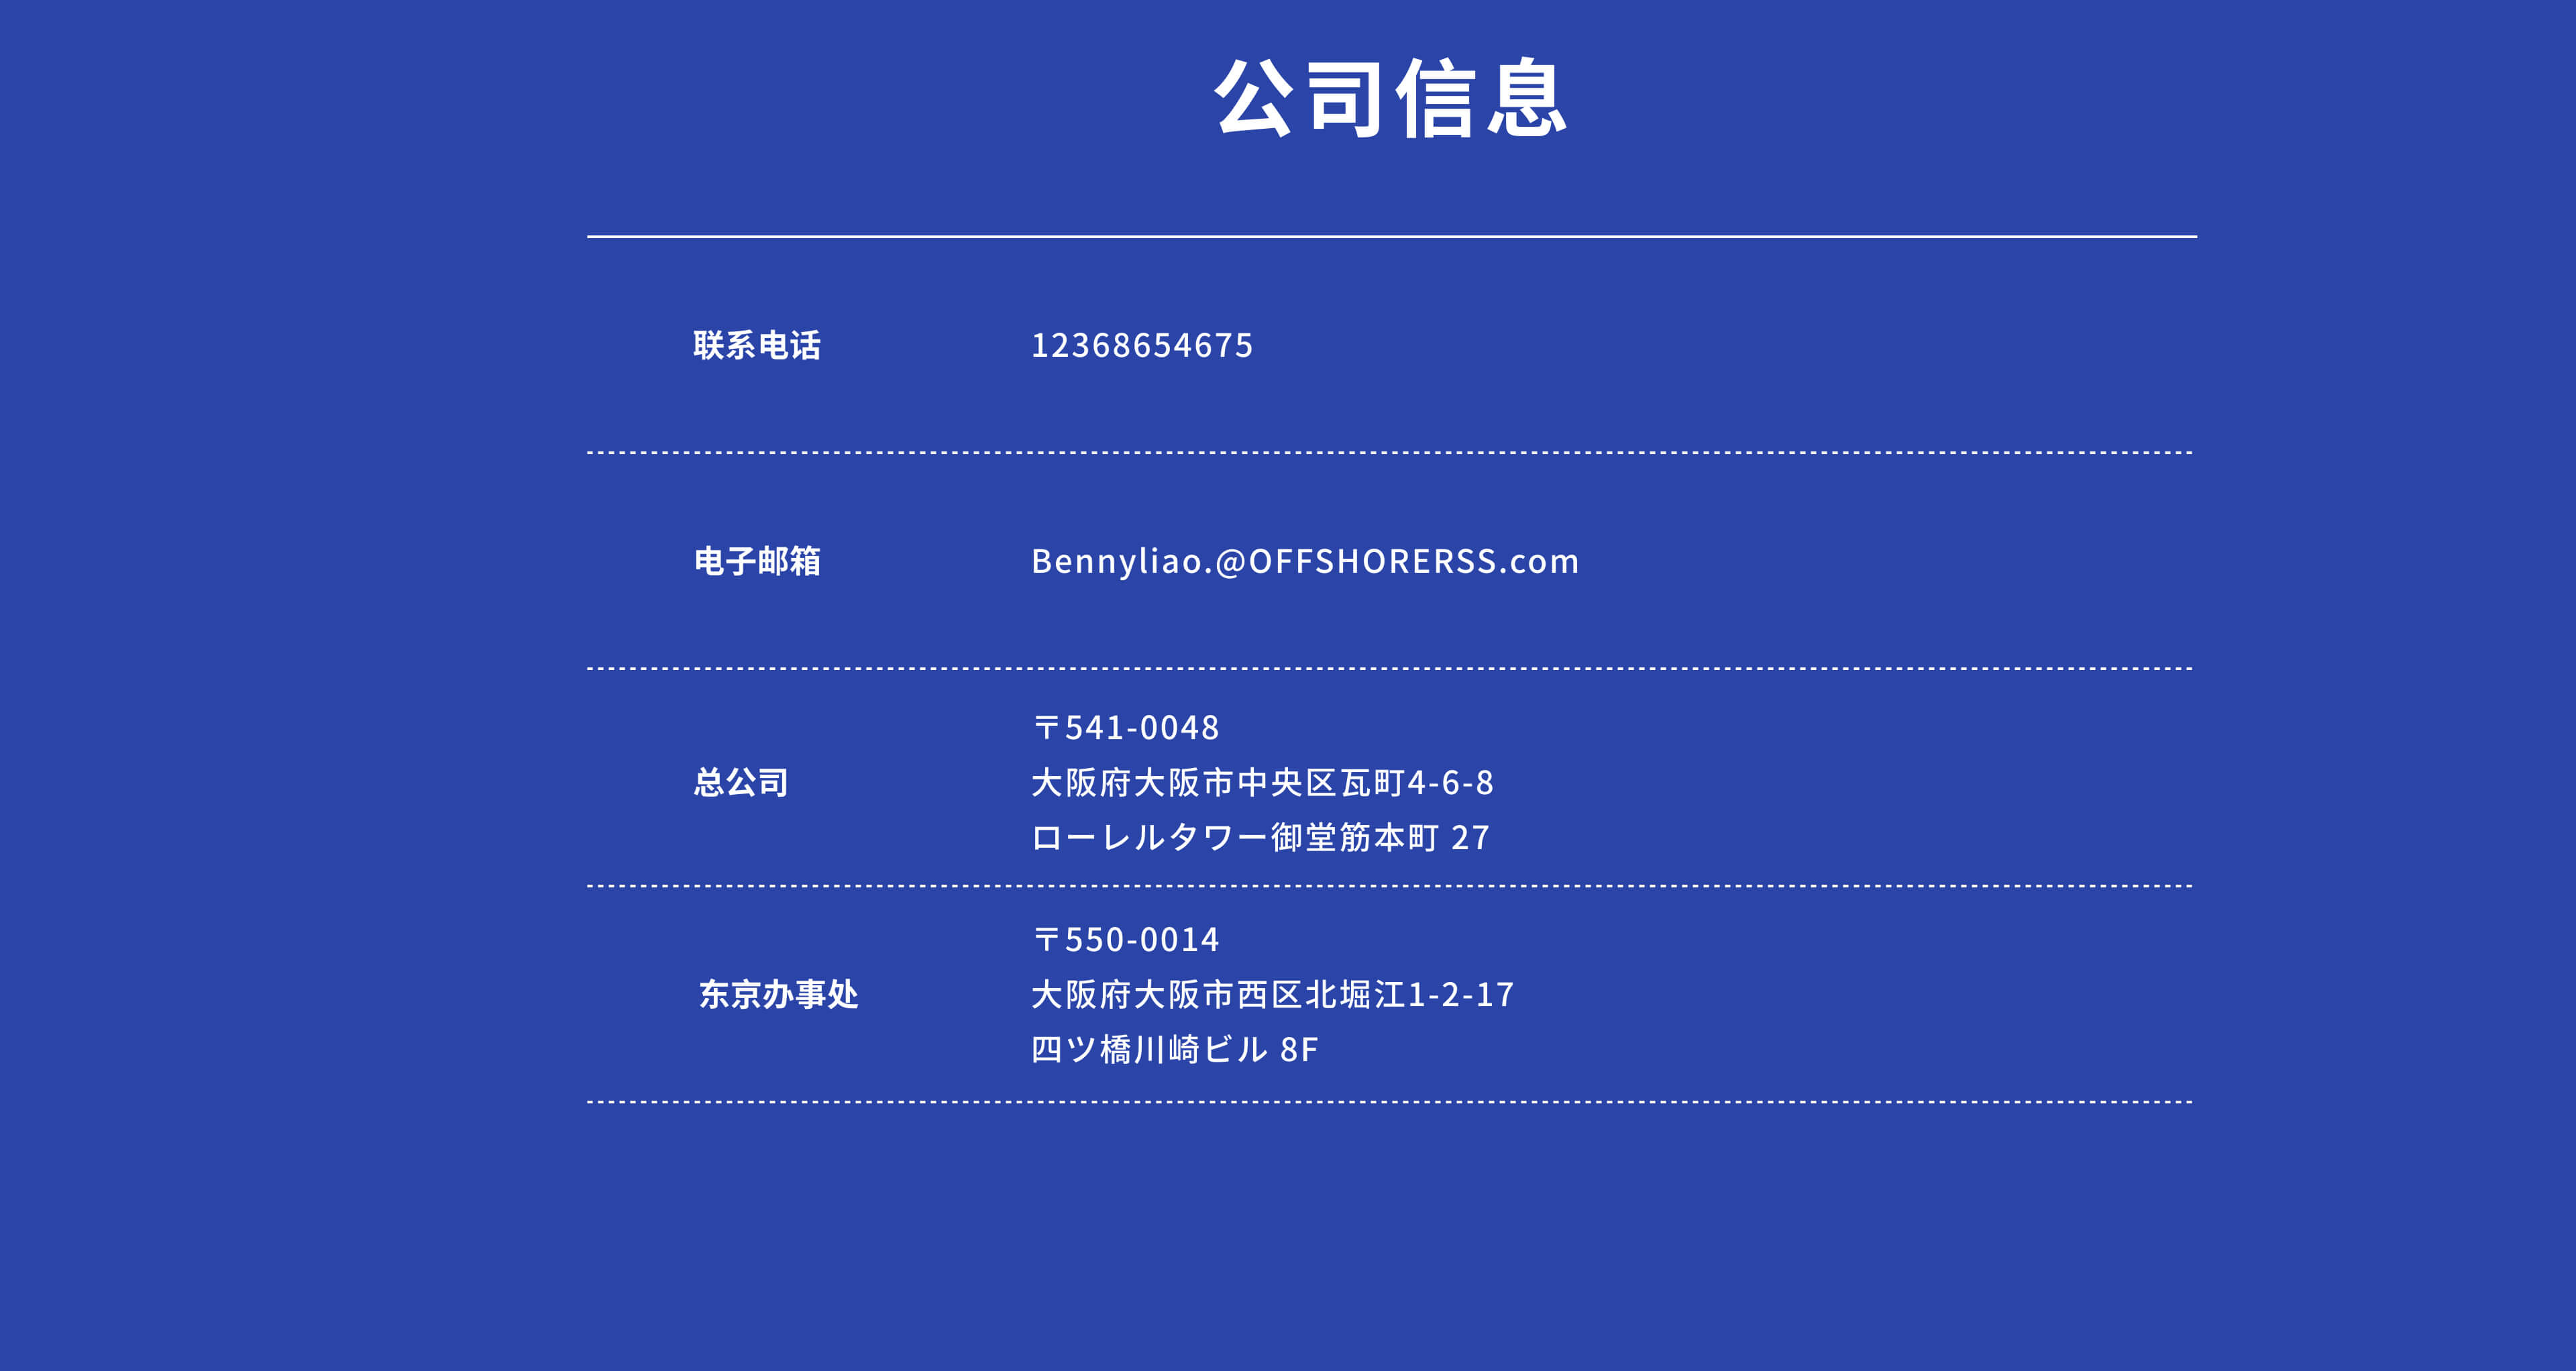 公司信息
联系电话 12368654675
电子邮箱 Bennyliao.@OFFSHORERSS.com
〒541-0048
总公司 大阪府大阪市中央区瓦町4-6-8
ローレルタワー御堂筋本町 27
〒550-0014
东京办事处 大阪府大阪市西区北堀江1-2-17
四ツ橋川崎ビル 8F